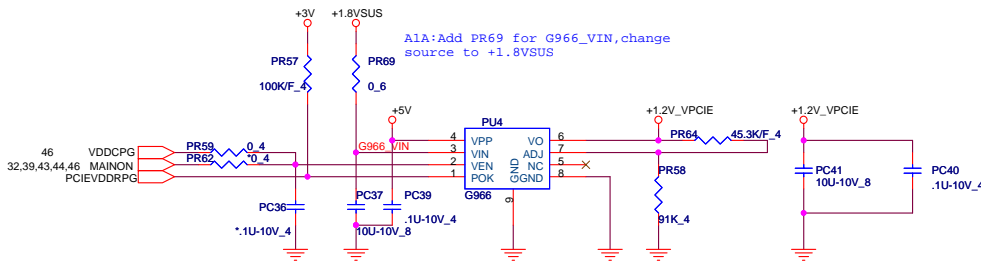 +3V
+1.8VSUS
A1A:Add PR69 for G966_VIN,change
source to +1.8VSUS
PR57
100K/F_4
PR69
0_6
+5V
PU4
+1.2V_VPCIE
+1.2V_VPCIE
46
VDDCPG
PR59
0_4
32,39,43,44,46
MAINON
PR62
*0_4
PCIEVDDRPG
G966_VIN
4
VPP
3
VIN
2
VEN
1
POK
VO
6
ADJ
7
NC
5
GGND
8
GND
9
G966
PR64
45.3K/F_4
PR58
91K_4
PC36
*.1U-10V_4
PC37
10U-10V_8
PC39
.1U-10V_4
PC41
10U-10V_8
PC40
.1U-10V_4